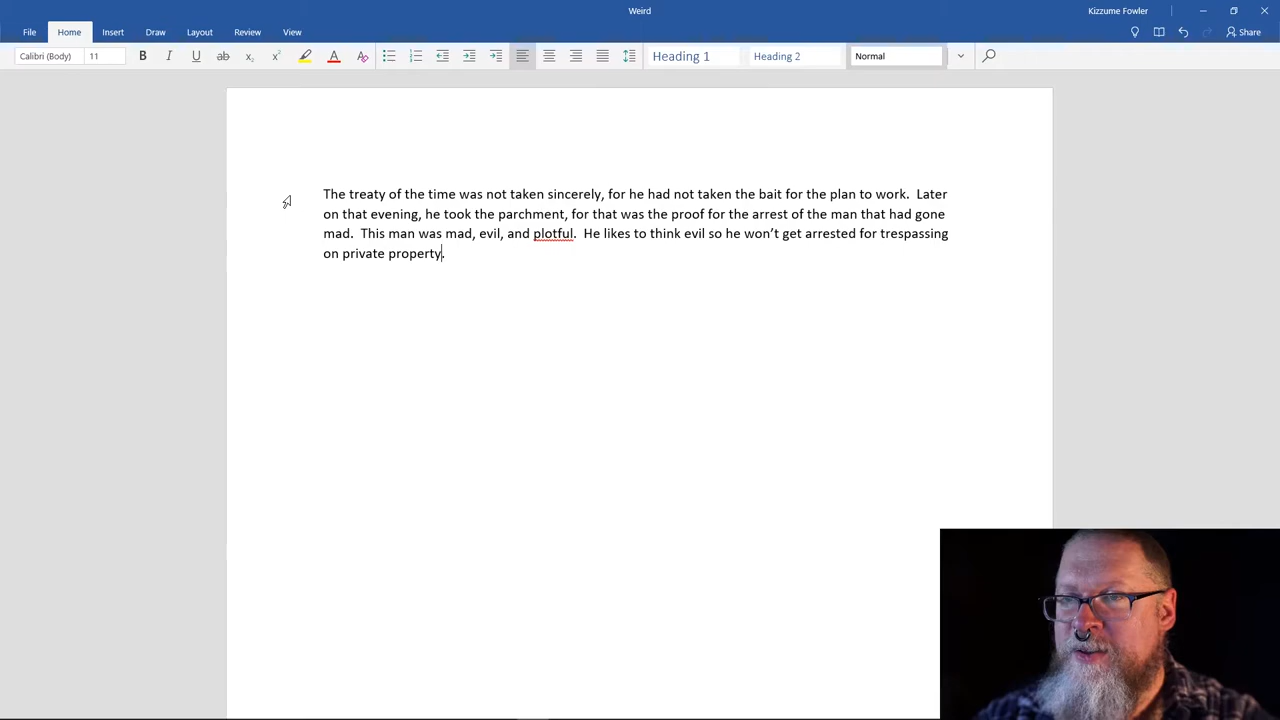 Weird
Kizzume Fowler
File Home Insert Draw Layout Review View
Share
Calibri (Body) 11 B I U ab x₂ x² A A Heading 1 Heading 2 Normal
The treaty of the time was not taken sincerely, for he had not taken the bait for the plan to work.  Later
on that evening, he took the parchment, for that was the proof for the arrest of the man that had gone
mad.  This man was mad, evil, and plotful.  He likes to think evil so he won’t get arrested for trespassing
on private property.